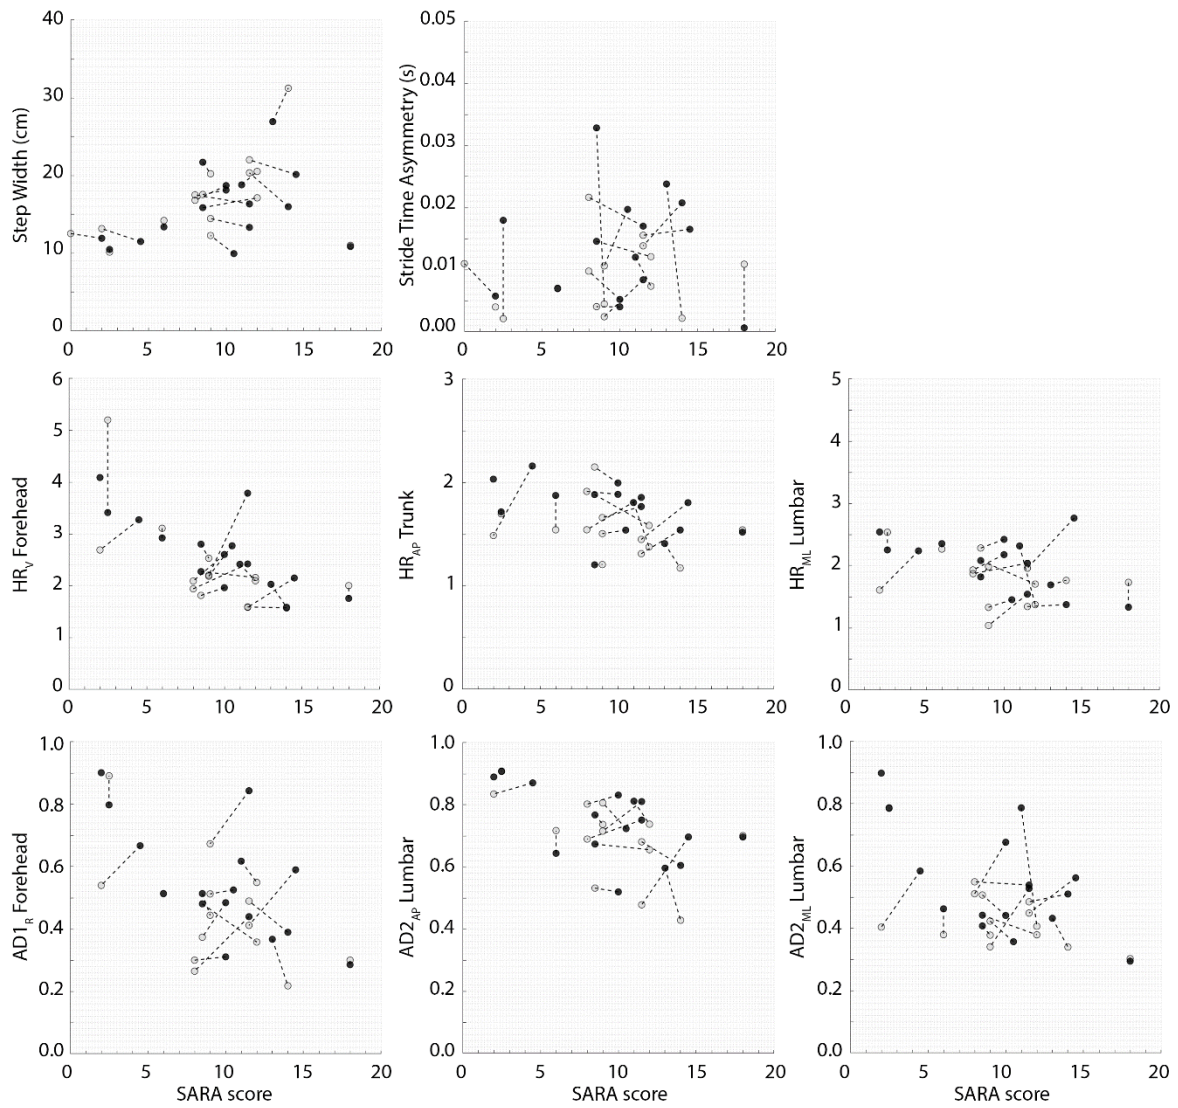 40
30
20
10
0
Step Width (cm)
0 5 10 15 20
0.05
0.04
0.03
0.02
0.01
0.00
Stride Time Asymmetry (s)
0 5 10 15 20
6
5
4
3
2
1
0
HRV Forehead
0 5 10 15 20
3
2
1
0
HRAP Trunk
0 5 10 15 20
5
4
3
2
1
0
HRML Lumbar
0 5 10 15 20
1.0
0.8
0.6
0.4
0.2
0.0
AD1R Forehead
0 5 10 15 20
SARA score
1.0
0.8
0.6
0.4
0.2
0.0
AD2AP Lumbar
0 5 10 15 20
SARA score
1.0
0.8
0.6
0.4
0.2
0.0
AD2ML Lumbar
0 5 10 15 20
SARA score